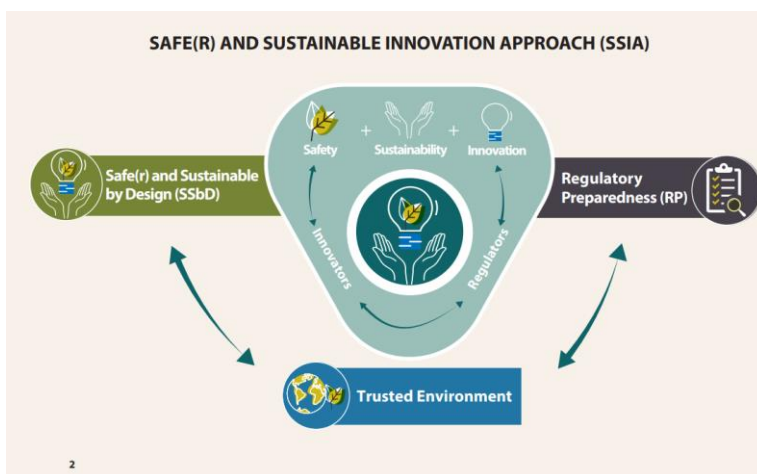 SAFE(R) AND SUSTAINABLE INNOVATION APPROACH (SSIA)
Safety + Sustainability + Innovation
Safe(r) and Sustainable
by Design (SSbD)
Regulatory
Preparedness (RP)
Innovators
Regulators
Trusted Environment
2